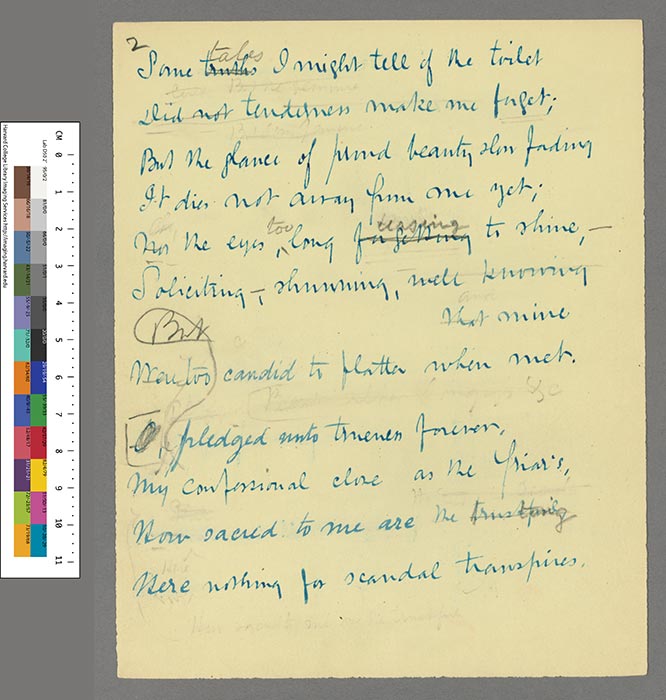 2
tales
Some truths I might tell of the toilet
Did not tenderness make me forget;
But the glance of proud beauty slow fading
It dies not away from me yet;
too ceasing
Nor the eyes, long forgetting to shine,—
Soliciting—, shunning, well knowing
that mine
But
Were too candid to flatter when met.
O, pledged unto trueness forever,
My confessional close as the Friar's,
How sacred to me are the trusting
Here nothing for scandal transpires.
Harvard College Library Imaging Services http://imaging.harvard.edu
CM 0 1 2 3 4 5 6 7 8 9 10 11